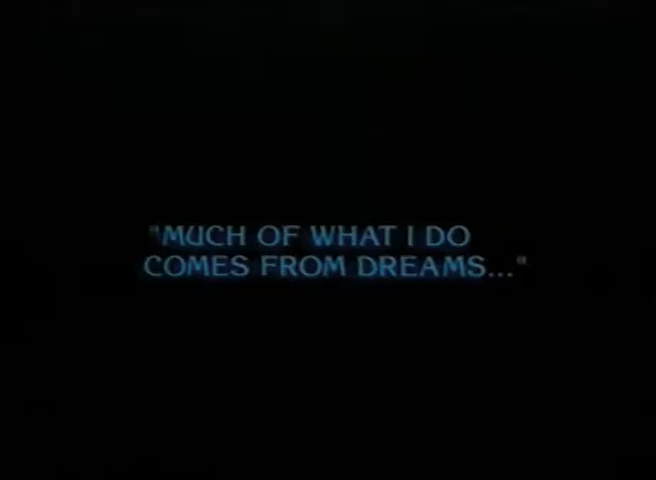 "MUCH OF WHAT I DO
COMES FROM DREAMS..."